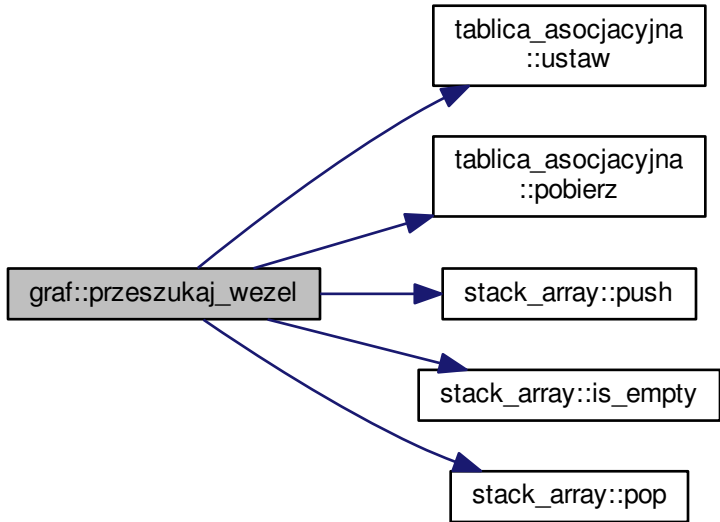 tablica_asocjacyjna
::ustaw
tablica_asocjacyjna
::pobierz
graf::przeszukaj_wezel
stack_array::push
stack_array::is_empty
stack_array::pop